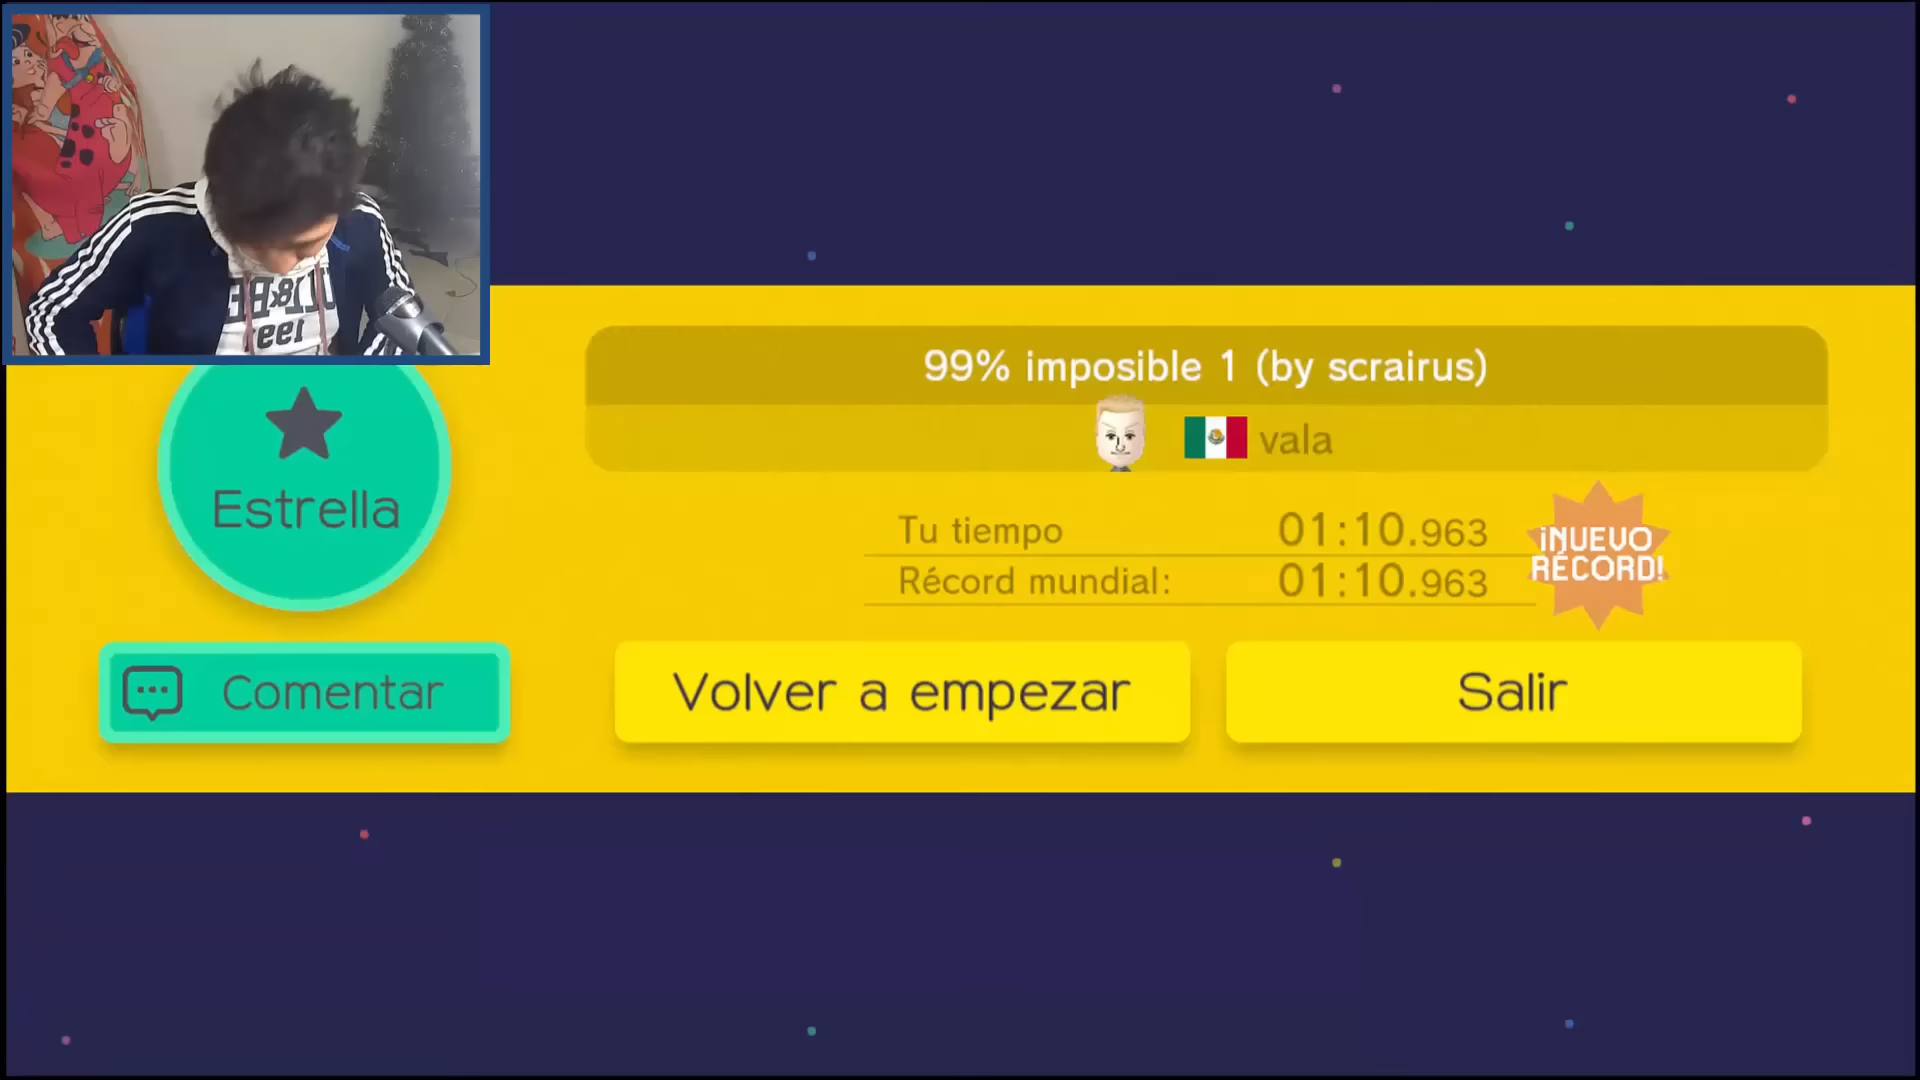 99% imposible 1 (by scrairus)
vala
Estrella
Tu tiempo 01:10.963
Récord mundial: 01:10.963
¡NUEVO
RÉCORD!
Comentar
Volver a empezar
Salir